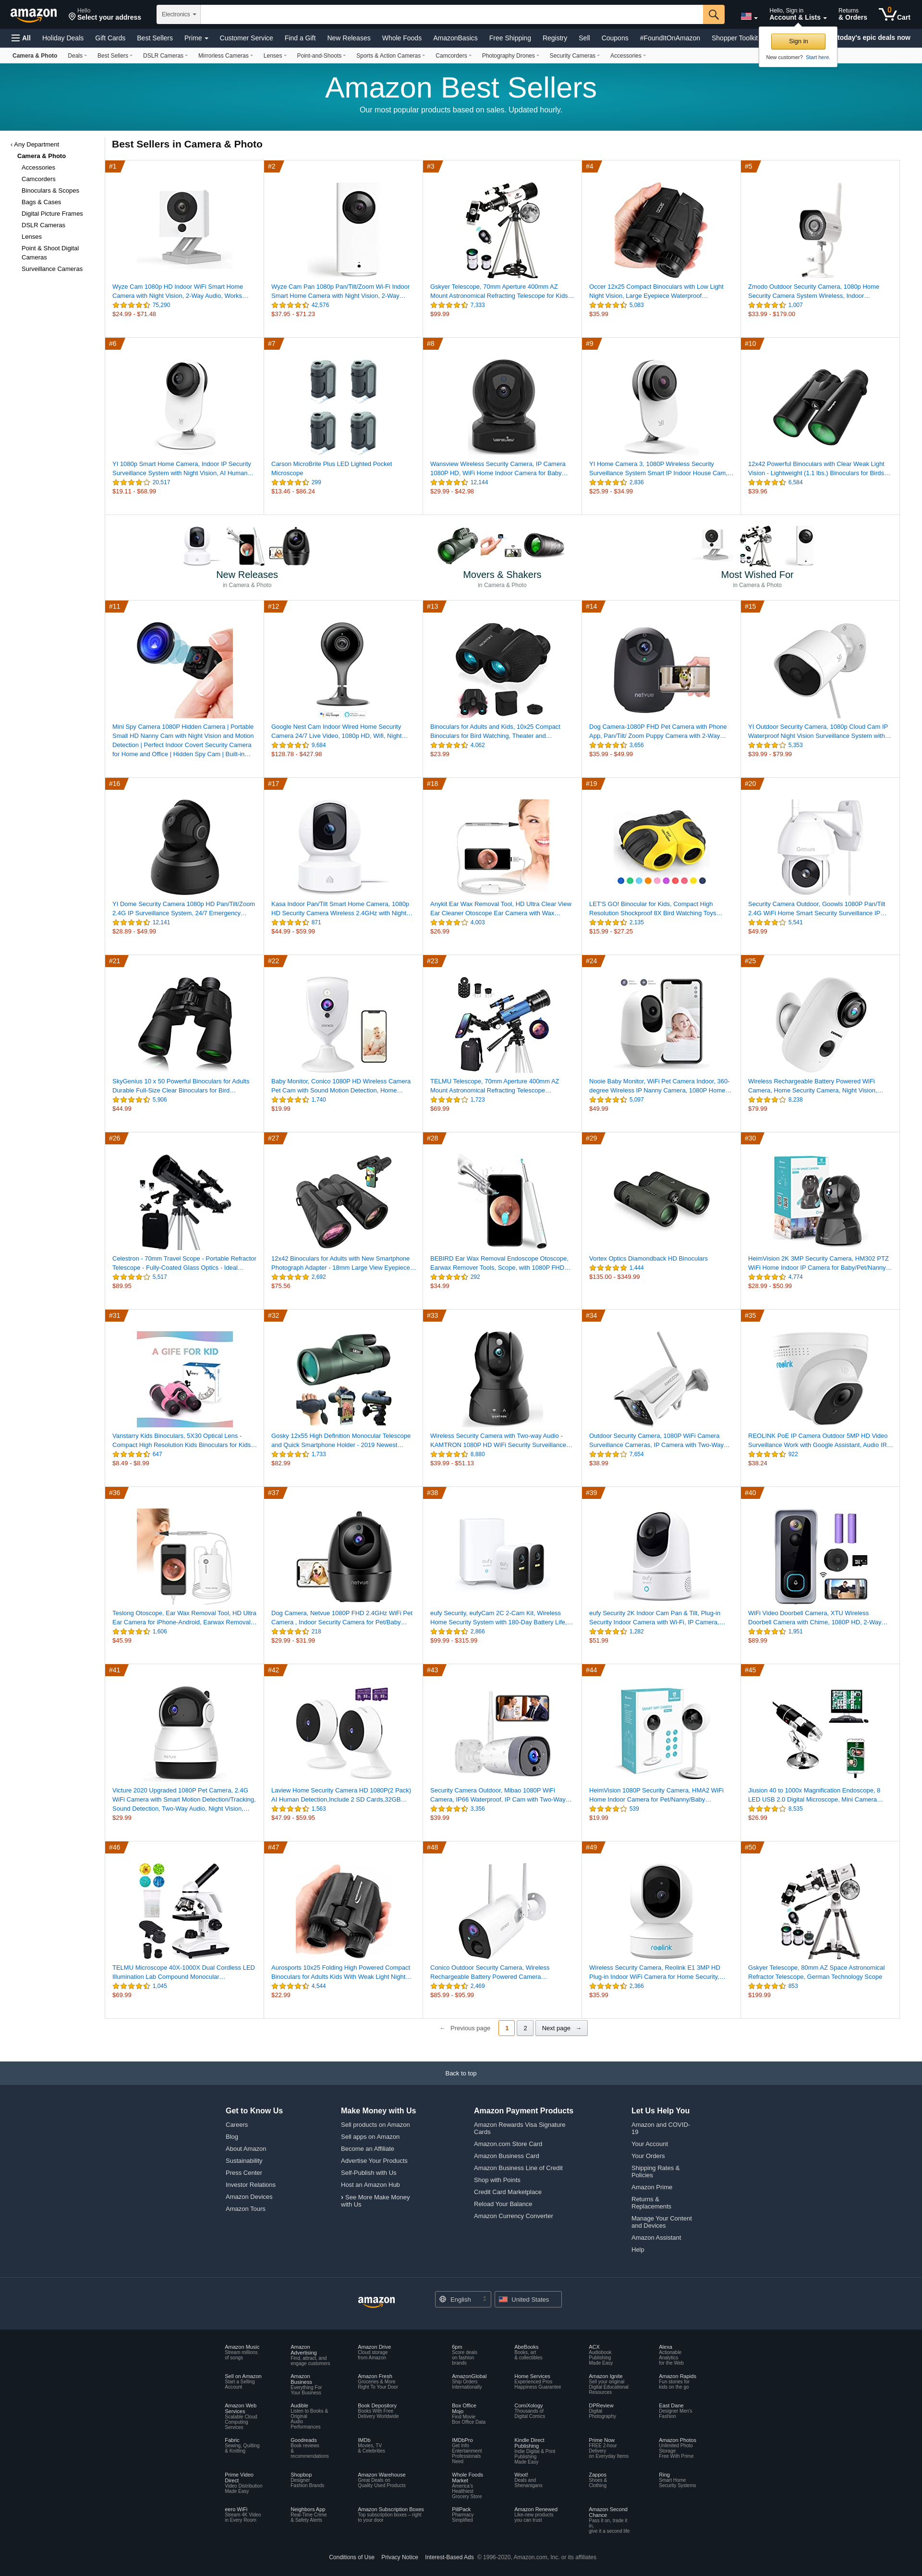 amazon
Hello
Select your address
Electronics
Hello, Sign in
Account & Lists
Returns
& Orders
0
Cart
All
Holiday Deals
Gift Cards
Best Sellers
Prime
Customer Service
Find a Gift
New Releases
Whole Foods
AmazonBasics
Free Shipping
Registry
Sell
Coupons
#FoundItOnAmazon
Shopper Toolkit
today's epic deals now
Sign in
New customer? Start here.
Camera & Photo
Deals
Best Sellers
DSLR Cameras
Mirrorless Cameras
Lenses
Point-and-Shoots
Sports & Action Cameras
Camcorders
Photography Drones
Security Cameras
Accessories
Amazon Best Sellers
Our most popular products based on sales. Updated hourly.
‹ Any Department
Camera & Photo
Accessories
Camcorders
Binoculars & Scopes
Bags & Cases
Digital Picture Frames
DSLR Cameras
Lenses
Point & Shoot Digital
Cameras
Surveillance Cameras
Best Sellers in Camera & Photo
#1
Wyze Cam 1080p HD Indoor WiFi Smart Home
Camera with Night Vision, 2-Way Audio, Works…
75,290
$24.99 - $71.48
#2
Wyze Cam Pan 1080p Pan/Tilt/Zoom Wi-Fi Indoor
Smart Home Camera with Night Vision, 2-Way…
42,576
$37.95 - $71.23
#3
Gskyer Telescope, 70mm Aperture 400mm AZ
Mount Astronomical Refracting Telescope for Kids…
7,333
$99.99
#4
Occer 12x25 Compact Binoculars with Low Light
Night Vision, Large Eyepiece Waterproof…
5,083
$35.99
#5
Zmodo Outdoor Security Camera, 1080p Home
Security Camera System Wireless, Indoor…
1,007
$33.99 - $179.00
#6
YI 1080p Smart Home Camera, Indoor IP Security
Surveillance System with Night Vision, AI Human…
20,517
$19.11 - $68.99
#7
Carson MicroBrite Plus LED Lighted Pocket
Microscope
299
$13.46 - $86.24
#8
Wansview Wireless Security Camera, IP Camera
1080P HD, WiFi Home Indoor Camera for Baby…
12,144
$29.99 - $42.98
#9
YI Home Camera 3, 1080P Wireless Security
Surveillance System Smart IP Indoor House Cam,…
2,836
$25.99 - $34.99
#10
12x42 Powerful Binoculars with Clear Weak Light
Vision - Lightweight (1.1 lbs.) Binoculars for Birds…
6,584
$39.96
New Releases
in Camera & Photo
Movers & Shakers
in Camera & Photo
Most Wished For
in Camera & Photo
#11
Mini Spy Camera 1080P Hidden Camera | Portable
Small HD Nanny Cam with Night Vision and Motion
Detection | Perfect Indoor Covert Security Camera
for Home and Office | Hidden Spy Cam | Built-in…
#12
Google Nest Cam Indoor Wired Home Security
Camera 24/7 Live Video, 1080p HD, Wifi, Night…
9,684
$128.78 - $427.98
#13
Binoculars for Adults and Kids, 10x25 Compact
Binoculars for Bird Watching, Theater and…
4,062
$23.99
#14
netvue
Dog Camera-1080P FHD Pet Camera with Phone
App, Pan/Tilt/ Zoom Puppy Camera with 2-Way…
3,656
$35.99 - $49.99
#15
YI Outdoor Security Camera, 1080p Cloud Cam IP
Waterproof Night Vision Surveillance System with…
5,353
$39.99 - $79.99
#16
YI Dome Security Camera 1080p HD Pan/Tilt/Zoom
2.4G IP Surveillance System, 24/7 Emergency…
12,141
$28.89 - $49.99
#17
Kasa Indoor Pan/Tilt Smart Home Camera, 1080p
HD Security Camera Wireless 2.4GHz with Night…
871
$44.99 - $59.99
#18
Anykit Ear Wax Removal Tool, HD Ultra Clear View
Ear Cleaner Otoscope Ear Camera with Wax…
4,003
$26.99
#19
LET'S GO! Binocular for Kids, Compact High
Resolution Shockproof 8X Bird Watching Toys…
2,135
$15.99 - $27.25
#20
Security Camera Outdoor, Goowls 1080P Pan/Tilt
2.4G WiFi Home Smart Security Surveillance IP…
5,541
$49.99
#21
SkyGenius 10 x 50 Powerful Binoculars for Adults
Durable Full-Size Clear Binoculars for Bird…
5,906
$44.99
#22
Baby Monitor, Conico 1080P HD Wireless Camera
Pet Cam with Sound Motion Detection, Home…
1,740
$19.99
#23
TELMU Telescope, 70mm Aperture 400mm AZ
Mount Astronomical Refracting Telescope…
1,723
$69.99
#24
Nooie Baby Monitor, WiFi Pet Camera Indoor, 360-
degree Wireless IP Nanny Camera, 1080P Home…
5,097
$49.99
#25
Wireless Rechargeable Battery Powered WiFi
Camera, Home Security Camera, Night Vision,…
8,238
$79.99
#26
Celestron - 70mm Travel Scope - Portable Refractor
Telescope - Fully-Coated Glass Optics - Ideal…
5,517
$89.95
#27
12x42 Binoculars for Adults with New Smartphone
Photograph Adapter - 18mm Large View Eyepiece…
2,692
$75.56
#28
BEBIRD Ear Wax Removal Endoscope Otoscope,
Earwax Remover Tools, Scope, with 1080P FHD…
292
$34.99
#29
Vortex Optics Diamondback HD Binoculars
1,444
$135.00 - $349.99
#30
HeimVision 2K 3MP Security Camera, HM302 PTZ
WiFi Home Indoor IP Camera for Baby/Pet/Nanny…
4,774
$28.99 - $50.99
#31
A GIFE FOR KID
Vanstarry Kids Binoculars, 5X30 Optical Lens -
Compact High Resolution Kids Binoculars for Kids…
647
$8.49 - $8.99
#32
Gosky 12x55 High Definition Monocular Telescope
and Quick Smartphone Holder - 2019 Newest…
1,733
$82.99
#33
Wireless Security Camera with Two-way Audio -
KAMTRON 1080P HD WiFi Security Surveillance…
8,880
$39.99 - $51.13
#34
Outdoor Security Camera, 1080P WiFi Camera
Surveillance Cameras, IP Camera with Two-Way…
7,654
$38.99
#35
reolink
REOLINK PoE IP Camera Outdoor 5MP HD Video
Surveillance Work with Google Assistant, Audio IR…
922
$38.24
#36
Teslong Otoscope, Ear Wax Removal Tool, HD Ultra
Ear Camera for iPhone-Android, Earwax Removal…
1,606
$45.99
#37
netvue
Dog Camera, Netvue 1080P FHD 2.4GHz WiFi Pet
Camera , Indoor Security Camera for Pet/Baby…
218
$29.99 - $31.99
#38
eufy Security, eufyCam 2C 2-Cam Kit, Wireless
Home Security System with 180-Day Battery Life,…
2,866
$99.99 - $315.99
#39
eufy Security 2K Indoor Cam Pan & Tilt, Plug-in
Security Indoor Camera with Wi-Fi, IP Camera,…
1,282
$51.99
#40
WiFi Video Doorbell Camera, XTU Wireless
Doorbell Camera with Chime, 1080P HD, 2-Way…
1,951
$89.99
#41
Victure 2020 Upgraded 1080P Pet Camera, 2.4G
WiFi Camera with Smart Motion Detection/Tracking,
Sound Detection, Two-Way Audio, Night Vision,…
$29.99
#42
Laview Home Security Camera HD 1080P(2 Pack)
AI Human Detection,Include 2 SD Cards,32GB…
1,563
$47.99 - $59.95
#43
Security Camera Outdoor, Mibao 1080P WiFi
Camera, IP66 Waterproof, IP Cam with Two-Way…
3,356
$39.99
#44
HeimVision 1080P Security Camera, HMA2 WiFi
Home Indoor Camera for Pet/Nanny/Baby…
539
$19.99
#45
Jiusion 40 to 1000x Magnification Endoscope, 8
LED USB 2.0 Digital Microscope, Mini Camera…
8,535
$26.99
#46
TELMU Microscope 40X-1000X Dual Cordless LED
Illumination Lab Compound Monocular…
1,045
$69.99
#47
Aurosports 10x25 Folding High Powered Compact
Binoculars for Adults Kids With Weak Light Night…
4,544
$22.99
#48
Conico Outdoor Security Camera, Wireless
Rechargeable Battery Powered Camera…
2,469
$85.99 - $95.99
#49
reolink
Wireless Security Camera, Reolink E1 3MP HD
Plug-in Indoor WiFi Camera for Home Security,…
2,366
$35.99
#50
Gskyer Telescope, 80mm AZ Space Astronomical
Refractor Telescope, German Technology Scope
853
$199.99
← Previous page
1
2
Next page →
Back to top
Get to Know Us
Careers
Blog
About Amazon
Sustainability
Press Center
Investor Relations
Amazon Devices
Amazon Tours
Make Money with Us
Sell products on Amazon
Sell apps on Amazon
Become an Affiliate
Advertise Your Products
Self-Publish with Us
Host an Amazon Hub
› See More Make Money
with Us
Amazon Payment Products
Amazon Rewards Visa Signature
Cards
Amazon.com Store Card
Amazon Business Card
Amazon Business Line of Credit
Shop with Points
Credit Card Marketplace
Reload Your Balance
Amazon Currency Converter
Let Us Help You
Amazon and COVID-
19
Your Account
Your Orders
Shipping Rates &
Policies
Amazon Prime
Returns &
Replacements
Manage Your Content
and Devices
Amazon Assistant
Help
amazon
English
United States
Amazon Music
Stream millions
of songs
Amazon
Advertising
Find, attract, and
engage customers
Amazon Drive
Cloud storage
from Amazon
6pm
Score deals
on fashion
brands
AbeBooks
Books, art
& collectibles
ACX
Audiobook
Publishing
Made Easy
Alexa
Actionable
Analytics
for the Web
Sell on Amazon
Start a Selling
Account
Amazon
Business
Everything For
Your Business
Amazon Fresh
Groceries & More
Right To Your Door
AmazonGlobal
Ship Orders
Internationally
Home Services
Experienced Pros
Happiness Guarantee
Amazon Ignite
Sell your original
Digital Educational
Resources
Amazon Rapids
Fun stories for
kids on the go
Amazon Web
Services
Scalable Cloud
Computing
Services
Audible
Listen to Books &
Original
Audio
Performances
Book Depository
Books With Free
Delivery Worldwide
Box Office
Mojo
Find Movie
Box Office Data
ComiXology
Thousands of
Digital Comics
DPReview
Digital
Photography
East Dane
Designer Men's
Fashion
Fabric
Sewing, Quilting
& Knitting
Goodreads
Book reviews
&
recommendations
IMDb
Movies, TV
& Celebrities
IMDbPro
Get Info
Entertainment
Professionals
Need
Kindle Direct
Publishing
Indie Digital & Print
Publishing
Made Easy
Prime Now
FREE 2-hour
Delivery
on Everyday Items
Amazon Photos
Unlimited Photo
Storage
Free With Prime
Prime Video
Direct
Video Distribution
Made Easy
Shopbop
Designer
Fashion Brands
Amazon Warehouse
Great Deals on
Quality Used Products
Whole Foods
Market
America's
Healthiest
Grocery Store
Woot!
Deals and
Shenanigans
Zappos
Shoes &
Clothing
Ring
Smart Home
Security Systems
eero WiFi
Stream 4K Video
in Every Room
Neighbors App
Real-Time Crime
& Safety Alerts
Amazon Subscription Boxes
Top subscription boxes – right
to your door
PillPack
Pharmacy
Simplified
Amazon Renewed
Like-new products
you can trust
Amazon Second
Chance
Pass it on, trade it
in,
give it a second life
Conditions of Use
Privacy Notice
Interest-Based Ads
© 1996-2020, Amazon.com, Inc. or its affiliates